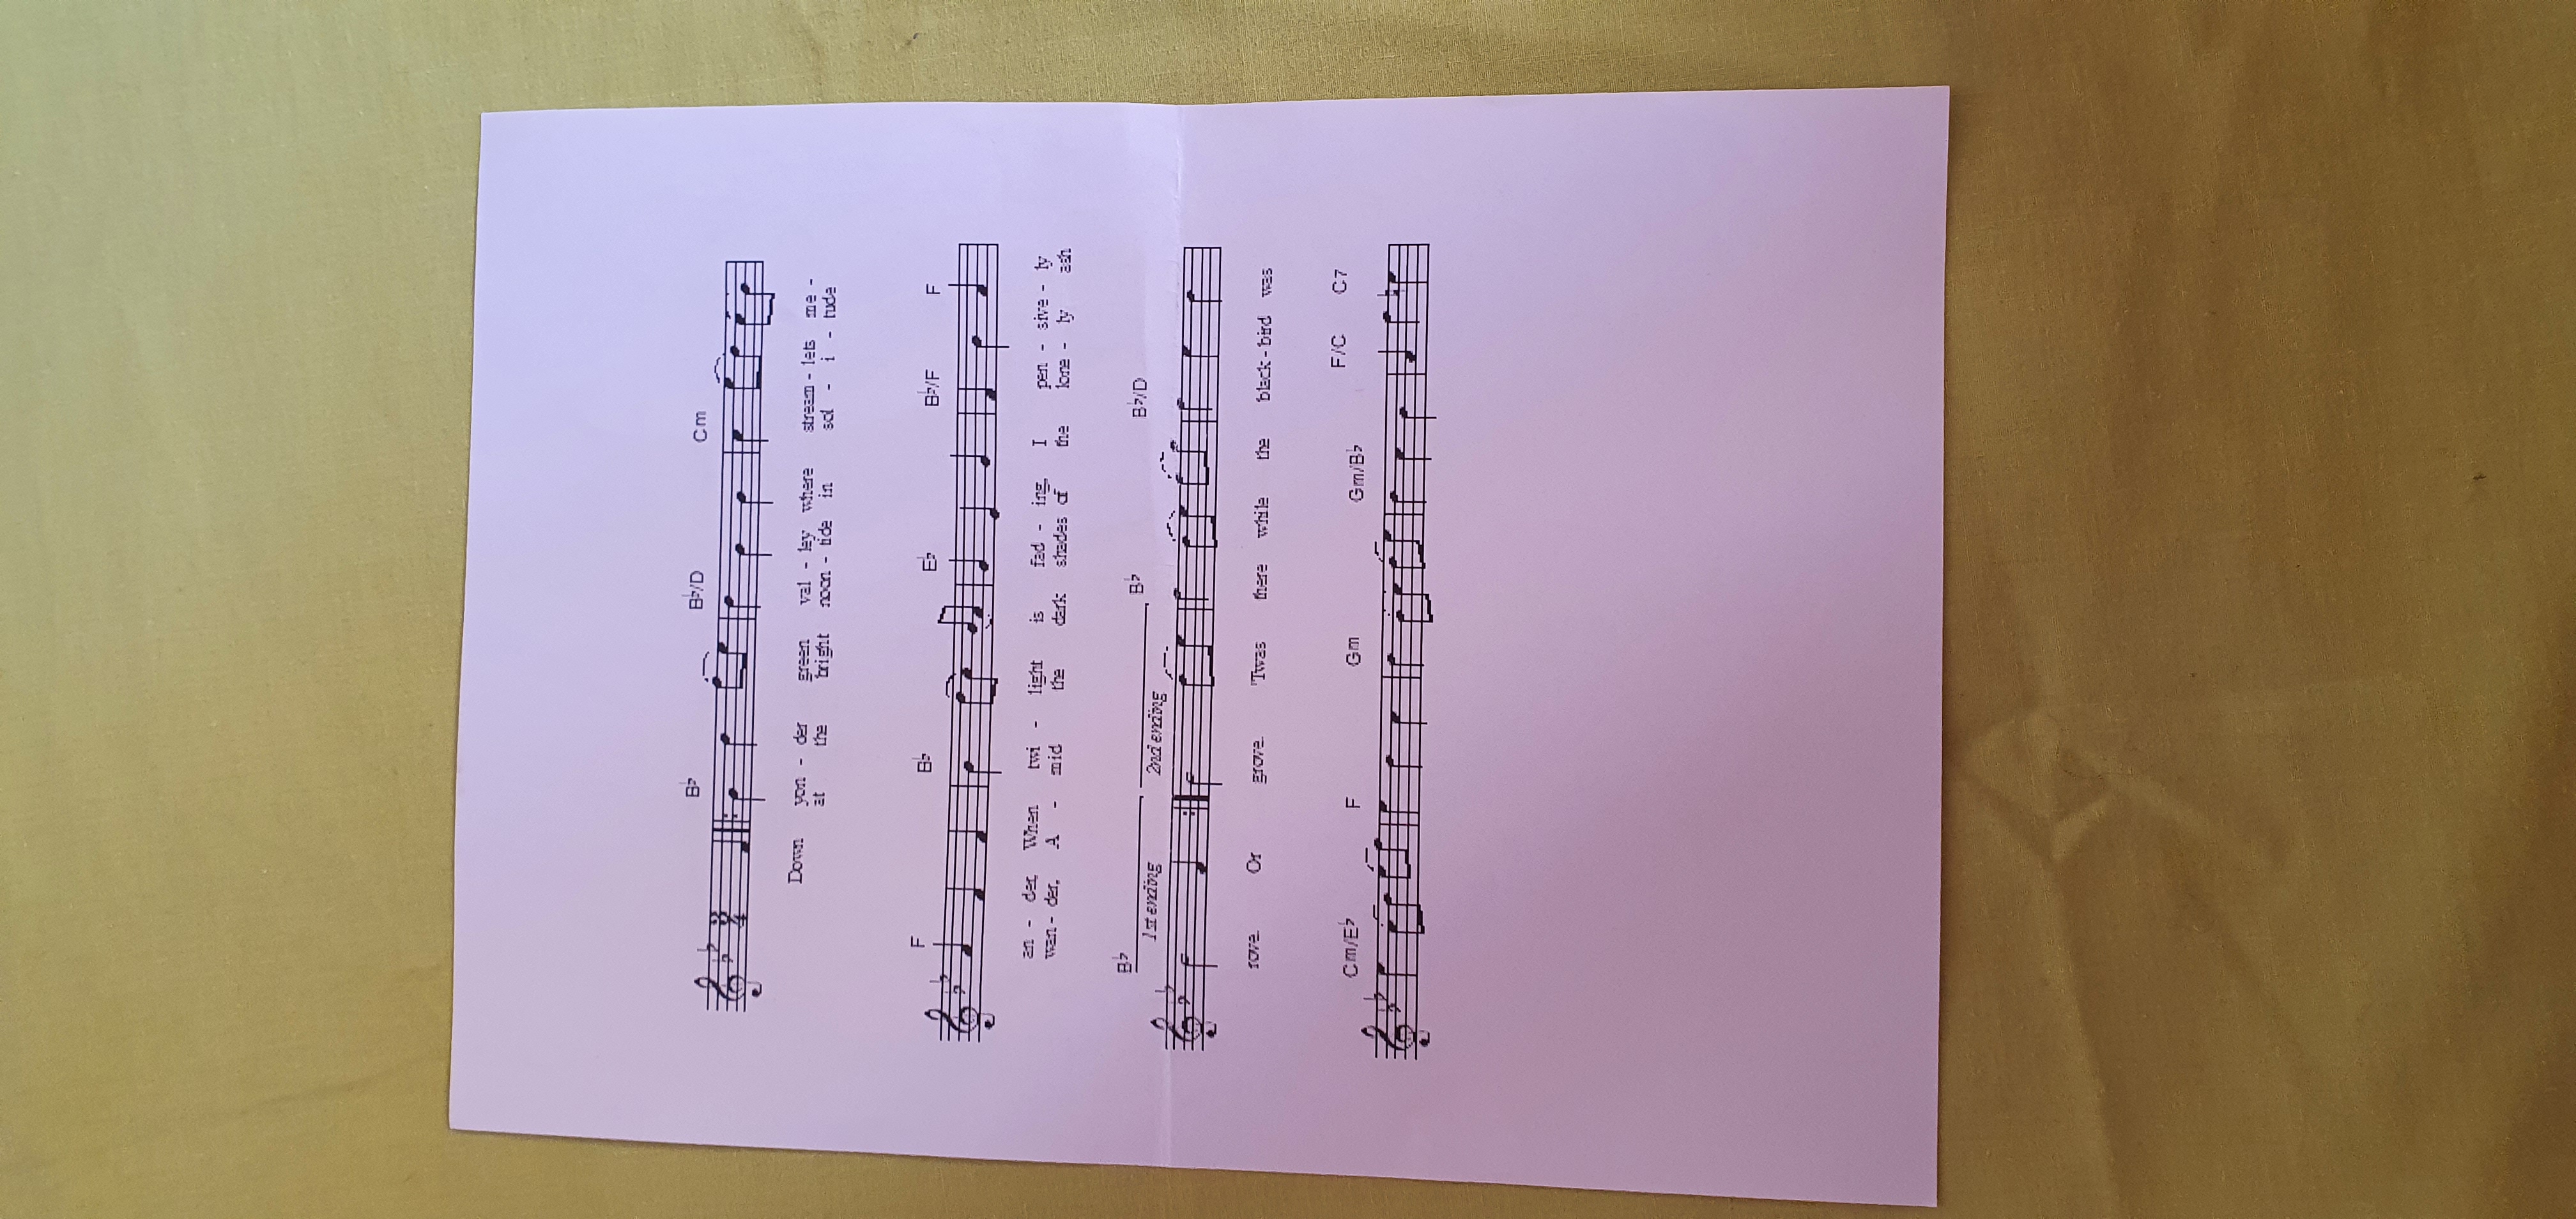 B♭ B♭/D Cm
3
4
Down yon - der green val - ley where stream - lets me -
at the bright noon - tide in sol - i - tude
F B♭ E♭ B♭/F F
an - der, When twi - light is fad - ing, I pen - sive - ly
wan - der, A - mid the dark shades of the lone - ly ash
B♭ B♭ B♭/D
1st ending 2nd ending
rove. Or grove. 'Twas there while the black - bird was
Cm/E♭ F Gm Gm/B♭ F/C C7